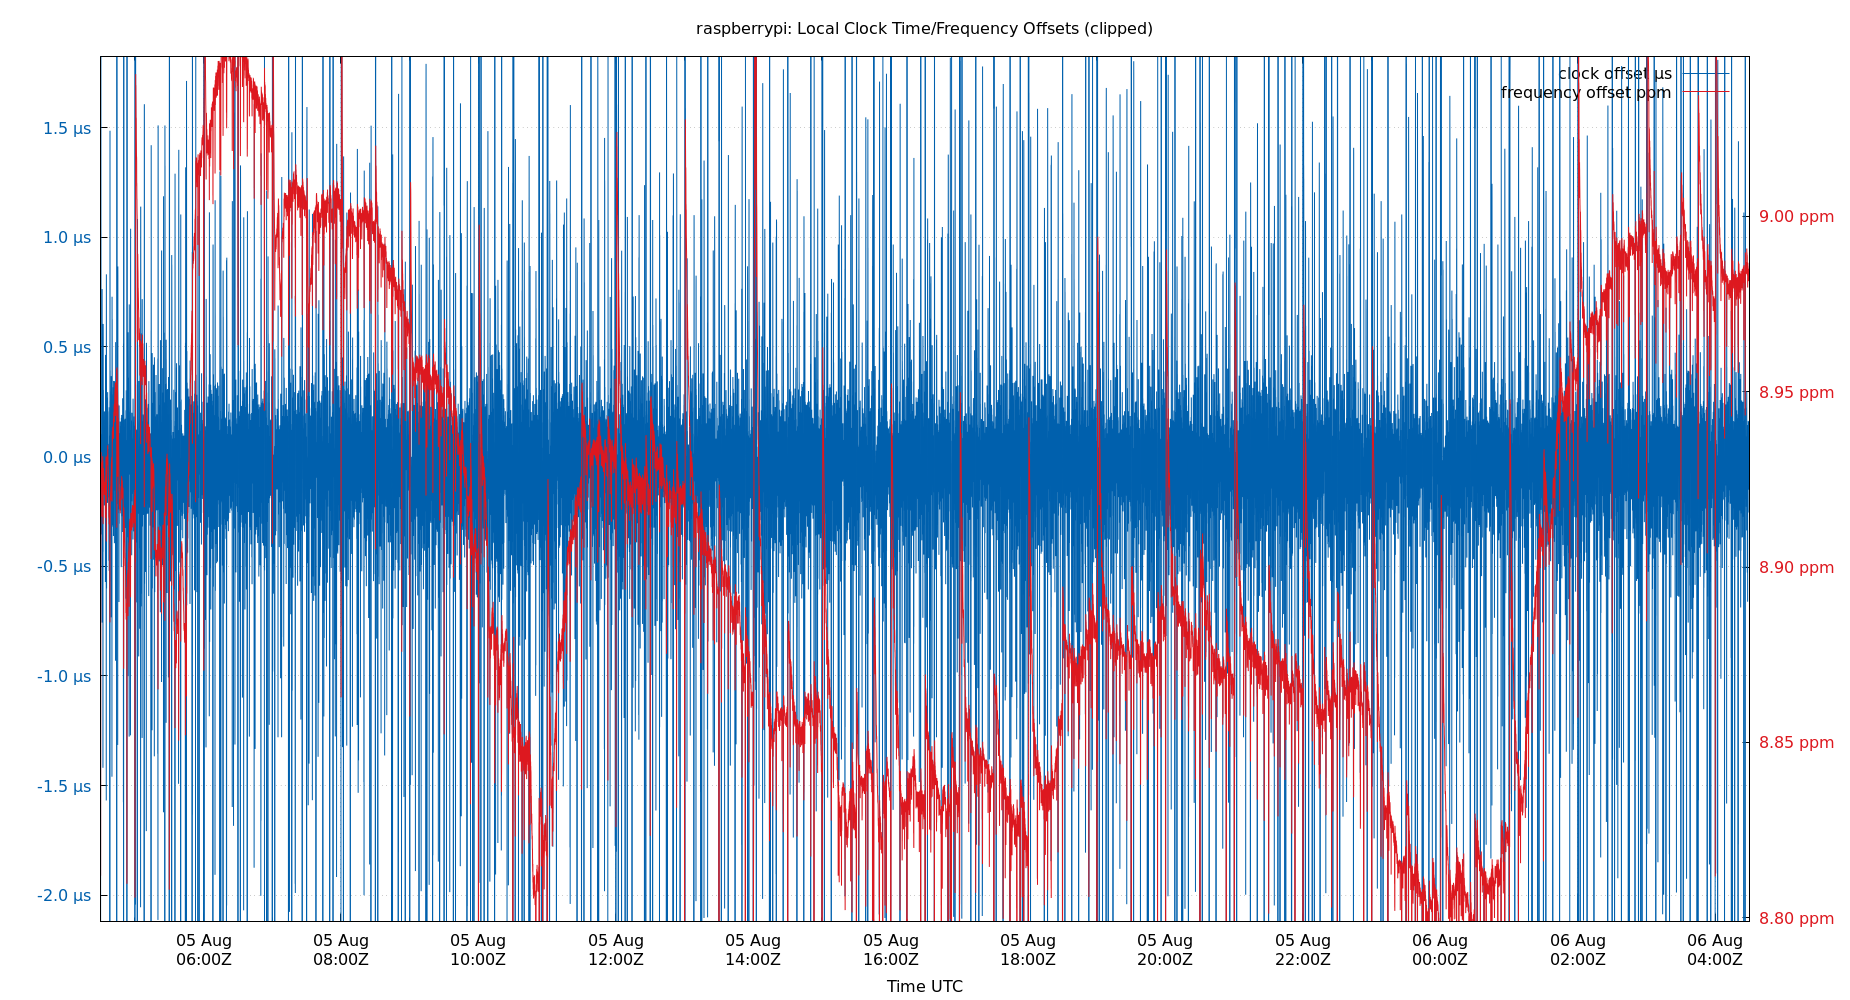 raspberrypi: Local Clock Time/Frequency Offsets (clipped)
clock offset µs
frequency offset ppm
1.5 µs
1.0 µs
0.5 µs
0.0 µs
-0.5 µs
-1.0 µs
-1.5 µs
-2.0 µs
9.00 ppm
8.95 ppm
8.90 ppm
8.85 ppm
8.80 ppm
05 Aug 05 Aug 05 Aug 05 Aug 05 Aug 05 Aug 05 Aug 05 Aug 05 Aug 06 Aug 06 Aug 06 Aug
06:00Z 08:00Z 10:00Z 12:00Z 14:00Z 16:00Z 18:00Z 20:00Z 22:00Z 00:00Z 02:00Z 04:00Z
Time UTC